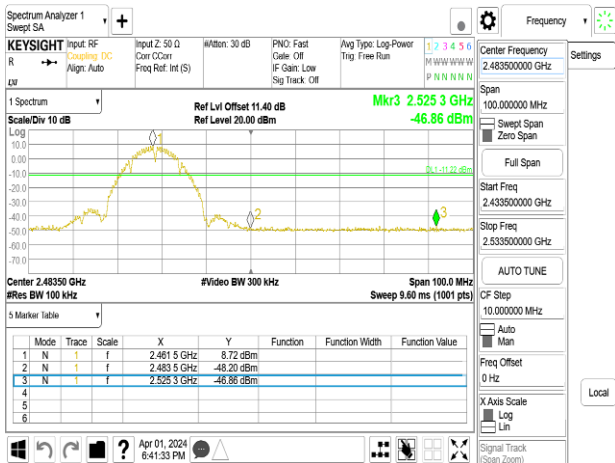 Spectrum Analyzer 1
Swept SA
Frequency
KEYSIGHT
R
Input: RF
Coupling: DC
Align: Auto
Input Z: 50 Ω
Corr CCorr
Freq Ref: Int (S)
#Atten: 30 dB
PNO: Fast
Gate: Off
IF Gain: Low
Sig Track: Off
Avg Type: Log-Power
Trig: Free Run
1 2 3 4 5 6
M W W W W W
P N N N N N
Center Frequency
2.483500000 GHz
Settings
Span
100.000000 MHz
Swept Span
Zero Span
Full Span
Start Freq
2.433500000 GHz
Stop Freq
2.533500000 GHz
AUTO TUNE
CF Step
10.000000 MHz
Auto
Man
Freq Offset
0 Hz
X Axis Scale
Log
Lin
Local
Signal Track
(Span Zoom)
1 Spectrum
Scale/Div 10 dB
Ref Lvl Offset 11.40 dB
Ref Level 20.00 dBm
Mkr3 2.525 3 GHz
-46.86 dBm
Log
10.0
0.00
-10.0
-20.0
-30.0
-40.0
-50.0
-60.0
-70.0
DL1 -11.22 dBm
1
2
3
Center 2.48350 GHz
#Video BW 300 kHz
Span 100.0 MHz
#Res BW 100 kHz
Sweep 9.60 ms (1001 pts)
5 Marker Table
Mode Trace Scale X Y Function Function Width Function Value
1 N 1 f 2.461 5 GHz 8.72 dBm
2 N 1 f 2.483 5 GHz -48.20 dBm
3 N 1 f 2.525 3 GHz -46.86 dBm
4
5
6
?
Apr 01, 2024
6:41:33 PM